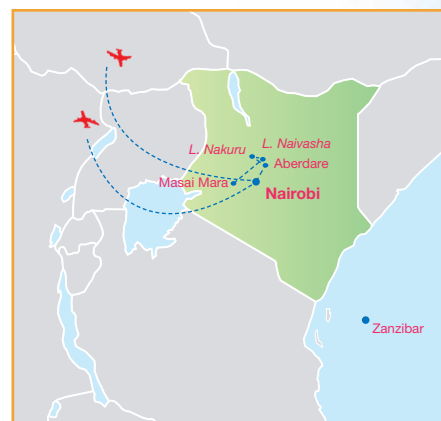 L. Nakuru
L. Naivasha
Aberdare
Masai Mara
Nairobi
Zanzibar